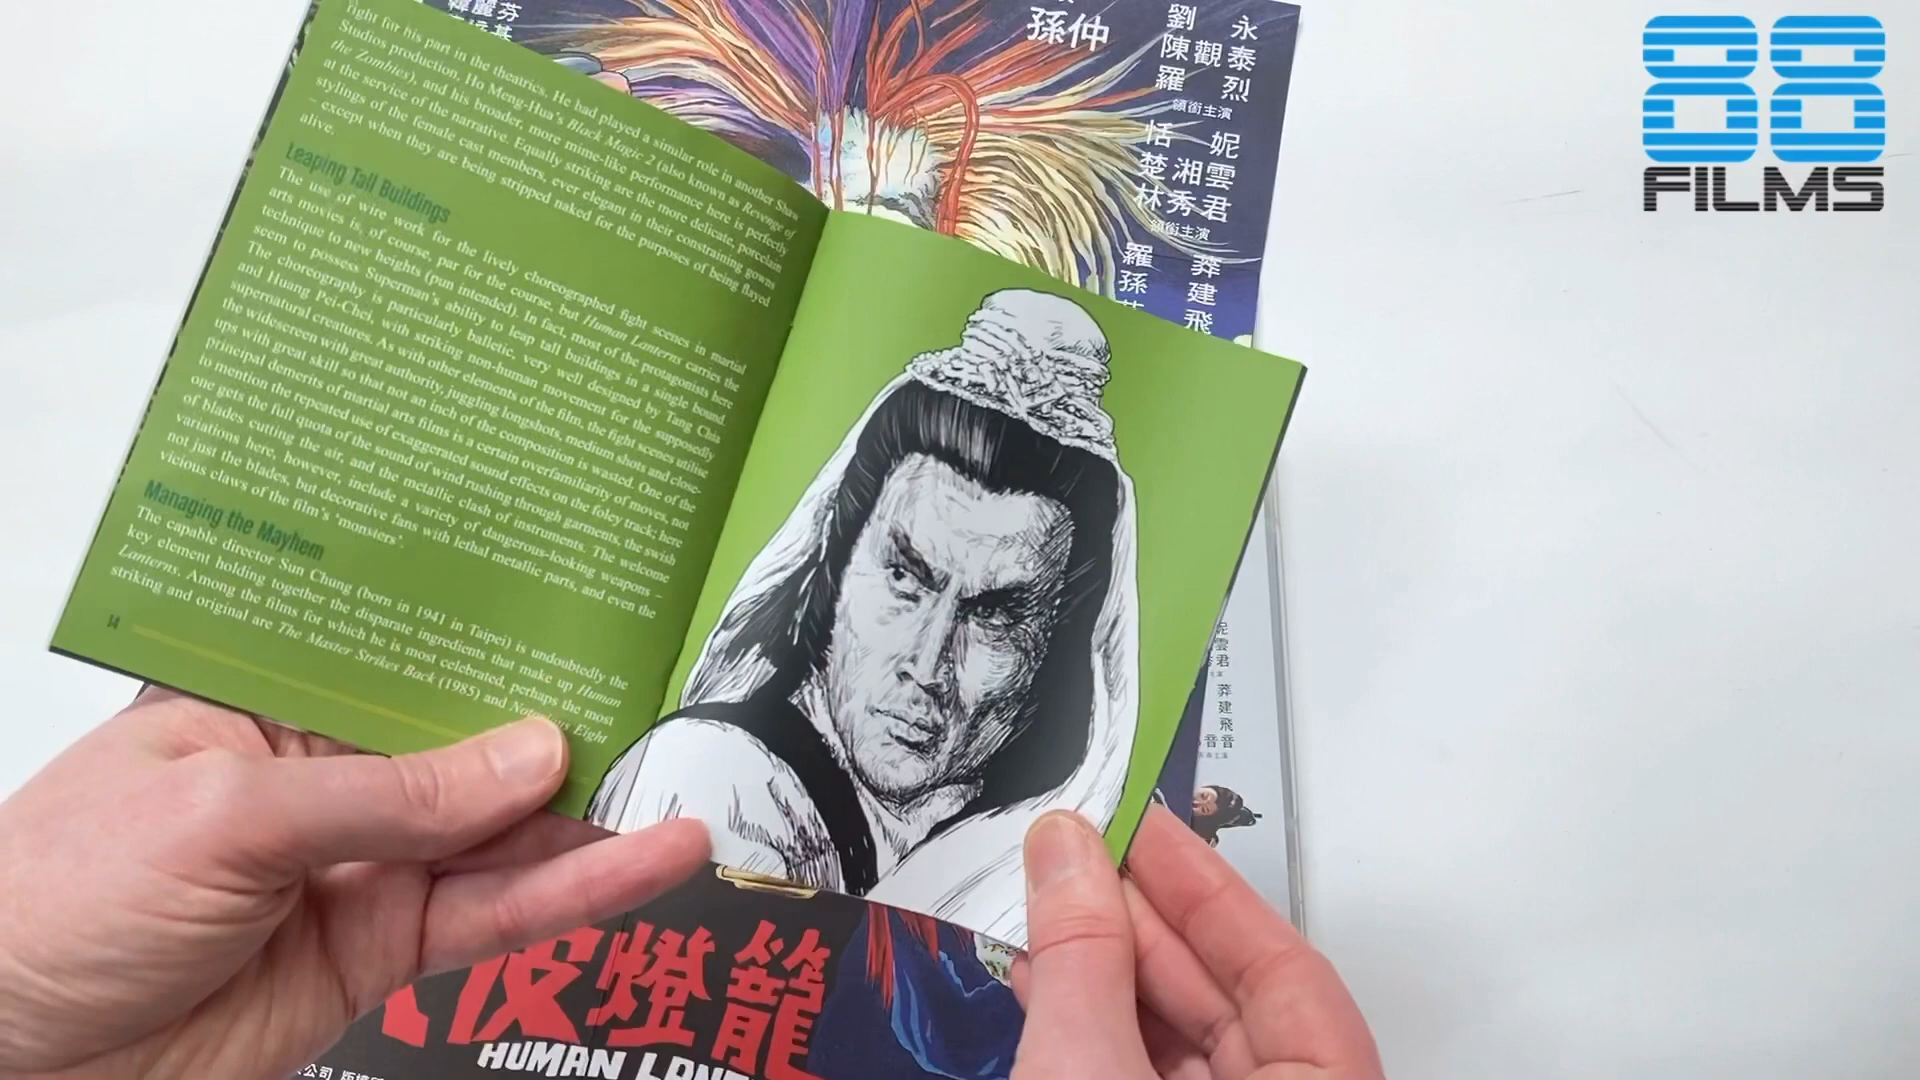 fight for his part in the theatrics. He had played a similar role in another Shaw
Studios production, Ho Meng-Hua's Black Magic 2 (also known as Revenge of
the Zombies), and his broader, more mime-like performance here is perfectly
at the service of the narrative. Equally striking are the more delicate, porcelain
stylings of the female cast members, ever elegant in their constraining gowns
– except when they are being stripped naked for the purposes of being flayed
alive.
Leaping Tall Buildings
The use of wire work for the lively choreographed fight scenes in martial
arts movies is, of course, par for the course, but Human Lanterns carries the
technique to new heights (pun intended). In fact, most of the protagonists here
seem to possess Superman's ability to leap tall buildings in a single bound.
The choreography is particularly balletic, very well designed by Tang Chia
and Huang Pei-Chei, with striking non-human movement for the supposedly
supernatural creatures. As with other elements of the film, the fight scenes utilise
the widescreen with great authority, juggling longshots, medium shots and close-
ups with great skill so that not an inch of the composition is wasted. One of the
principal demerits of martial arts films is a certain overfamiliarity of moves, not
to mention the repeated use of exaggerated sound effects on the foley track; here
one gets the full quota of the sound of wind rushing through garments, the swish
of blades cutting the air, and the metallic clash of instruments. The welcome
variations here, however, include a variety of dangerous-looking weapons –
not just the blades, but decorative fans with lethal metallic parts, and even the
vicious claws of the film's 'monsters'.
Managing the Mayhem
The capable director Sun Chung (born in 1941 in Taipei) is undoubtedly the
key element holding together the disparate ingredients that make up Human
Lanterns. Among the films for which he is most celebrated, perhaps the most
striking and original are The Master Strikes Back (1985) and Notorious Eight
14
孫仲
永泰烈
劉陳羅
觀
領銜主演
妮雲君
湘秀
恬楚林
領銜主演
莽建飛
羅孫
皮燈籠
HUMAN
88
FILMS